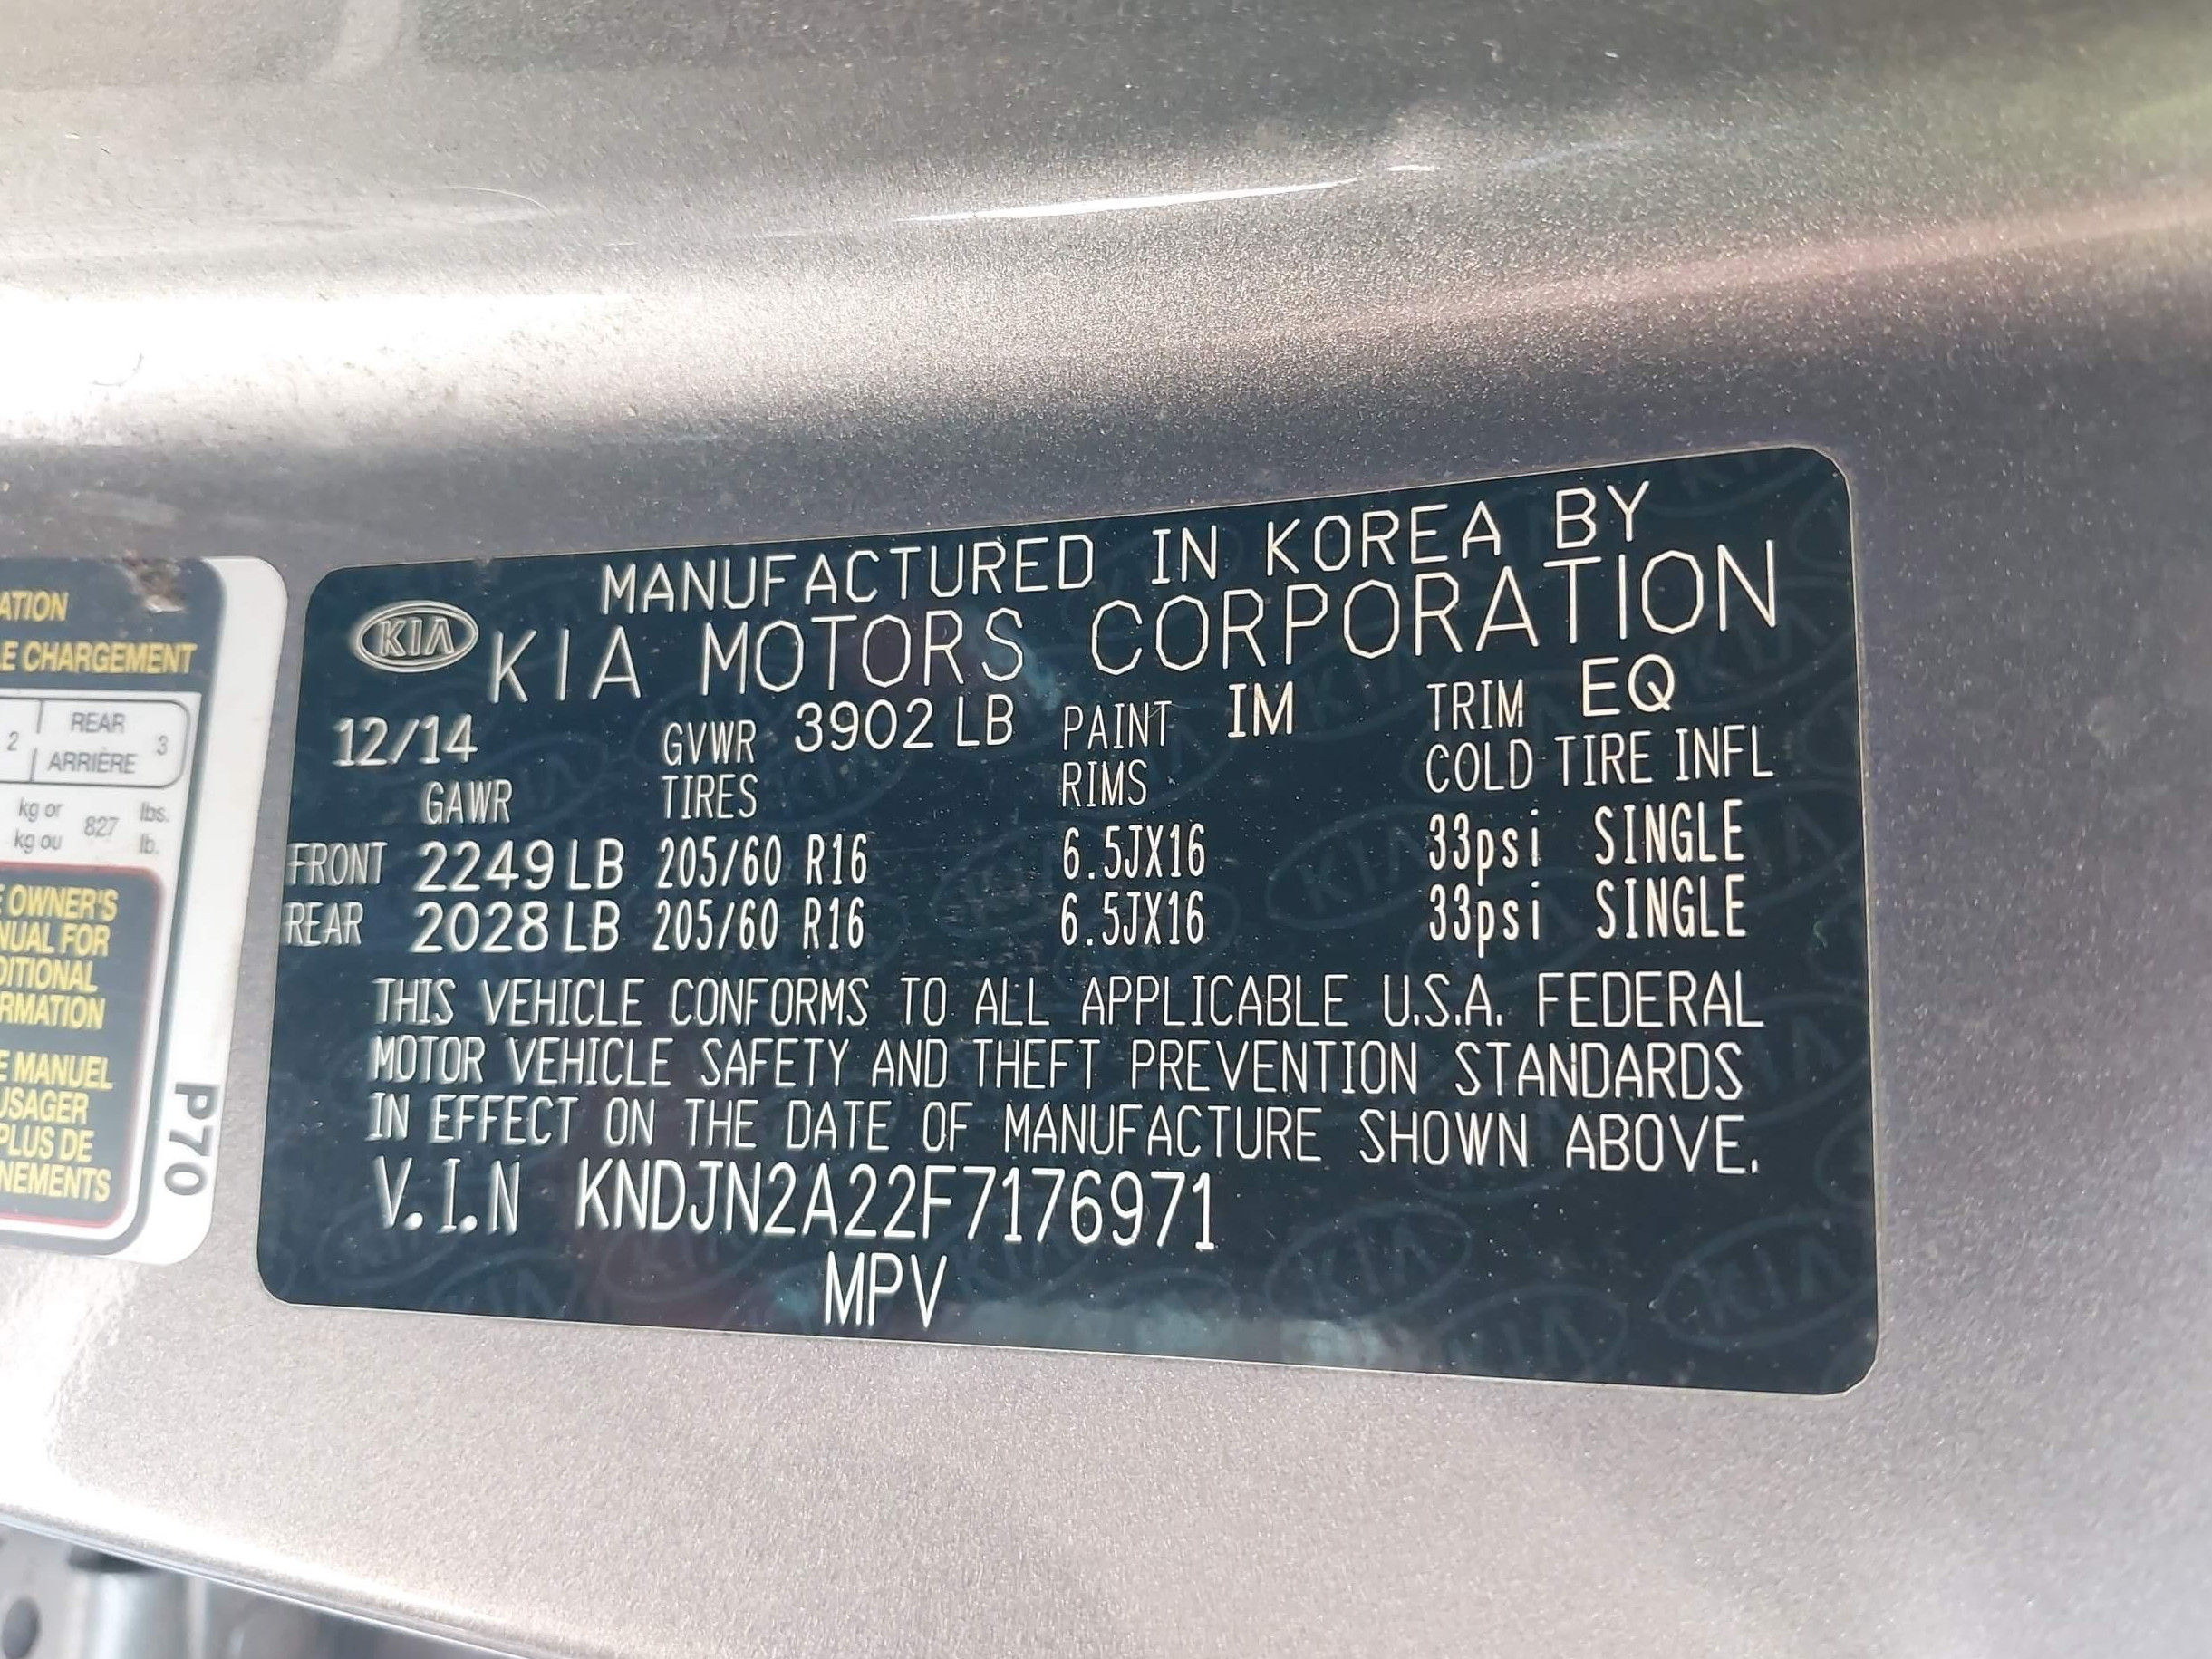 ATION
E CHARGEMENT
2 REAR 3
ARRIÈRE
kg or 827 lbs.
kg ou lb.
E OWNER'S
NUAL FOR
DITIONAL
RMATION
E MANUEL
USAGER
PLUS DE
NEMENTS
P70
MANUFACTURED IN KOREA BY
KIA KIA MOTORS CORPORATION
12/14 GVWR 3902 LB PAINT IM TRIM EQ
GAWR TIRES RIMS COLD TIRE INFL
FRONT 2249 LB 205/60 R16 6.5JX16 33psi SINGLE
REAR 2028 LB 205/60 R16 6.5JX16 33psi SINGLE
THIS VEHICLE CONFORMS TO ALL APPLICABLE U.S.A. FEDERAL
MOTOR VEHICLE SAFETY AND THEFT PREVENTION STANDARDS
IN EFFECT ON THE DATE OF MANUFACTURE SHOWN ABOVE.
V.I.N KNDJN2A22F7176971
MPV